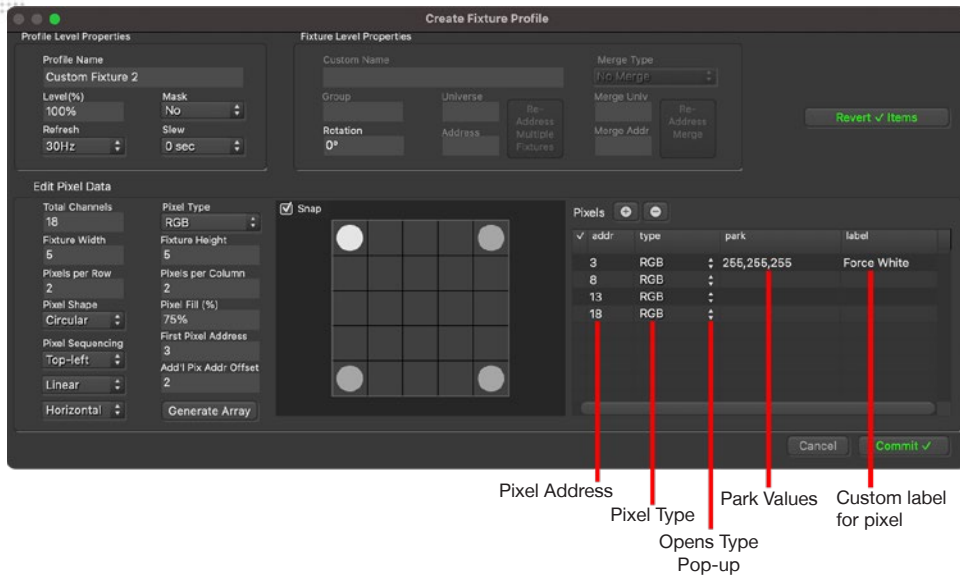 Create Fixture Profile
Profile Level Properties
Fixture Level Properties
Profile Name
Custom Fixture 2
Level(%)
Mask
100%
No
Refresh
Slew
30Hz
0 sec
Custom Name
Merge Type
No Merge
Group
Universe
Re-Address Multiple Fixtures
Merge Univ
Re-Address Merge
Rotation
Address
Merge Addr
0°
Revert ✓ Items
Edit Pixel Data
Total Channels
Pixel Type
18
RGB
Fixture Width
Fixture Height
5
5
Pixels per Row
Pixels per Column
2
2
Pixel Shape
Pixel Fill (%)
Circular
75%
Pixel Sequencing
First Pixel Address
Top-left
3
Add'l Pix Addr Offset
Linear
2
Horizontal
Generate Array
Snap
Pixels
✓ addr type park label
3 RGB 255,255,255 Force White
8 RGB
13 RGB
18 RGB
Cancel
Commit ✓
Pixel Address
Pixel Type
Opens Type
Pop-up
Park Values
Custom label
for pixel